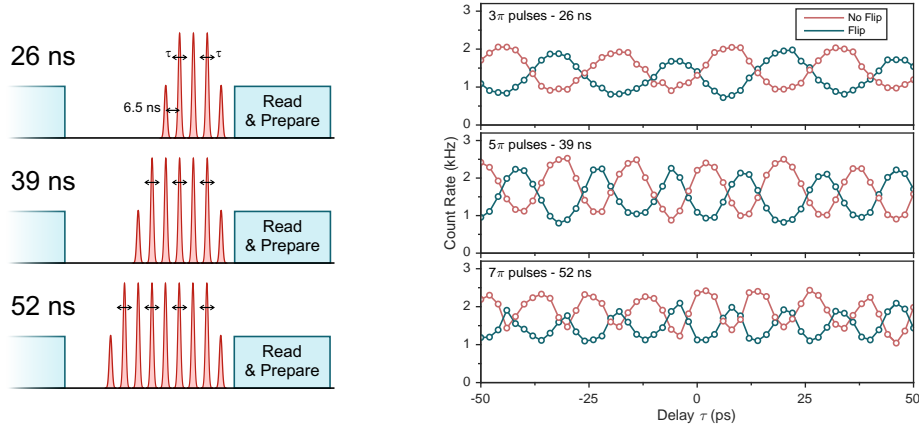 26 ns
τ
τ
6.5 ns
Read
& Prepare
39 ns
Read
& Prepare
52 ns
Read
& Prepare
3π pulses - 26 ns
No Flip
Flip
3
2
1
0
5π pulses - 39 ns
3
2
1
0
Count Rate (kHz)
7π pulses - 52 ns
3
2
1
0
-50
-25
0
25
50
Delay τ (ps)